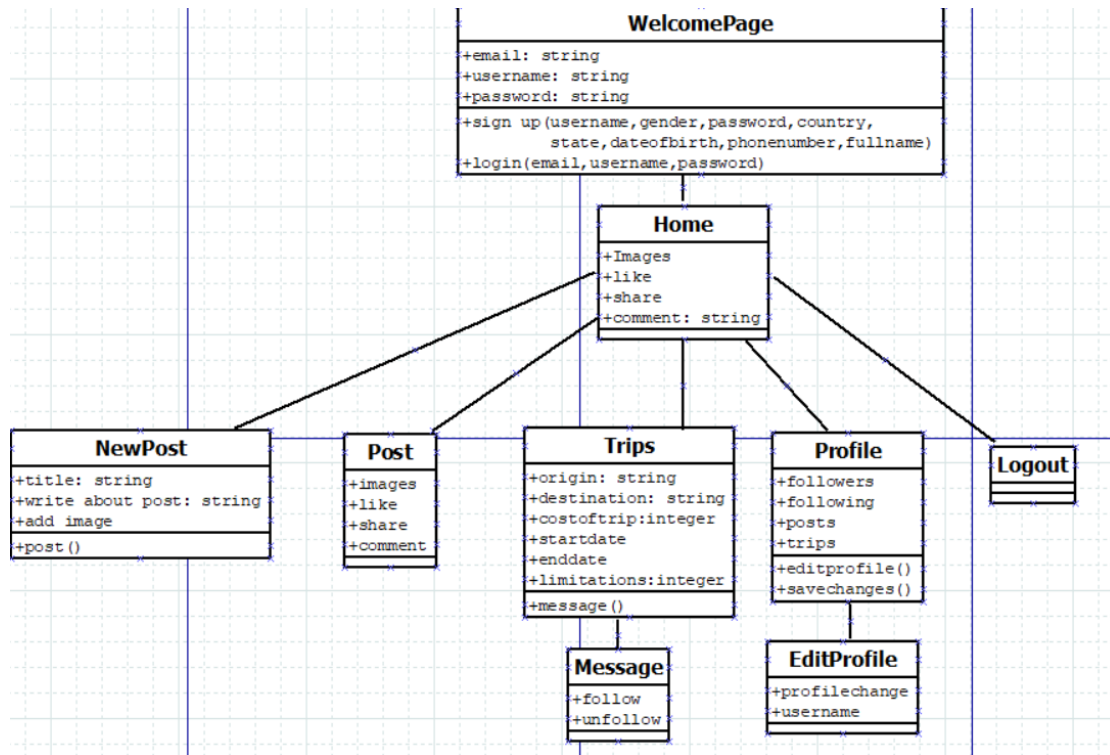 WelcomePage
+email: string
+username: string
+password: string
+sign up(username,gender,password,country,
state,dateofbirth,phonenumber,fullname)
+login(email,username,password)
Home
+Images
+like
+share
+comment: string
NewPost
+title: string
+write about post: string
+add image
+post()
Post
+images
+like
+share
+comment
Trips
+origin: string
+destination: string
+costoftrip:integer
+startdate
+enddate
+limitations:integer
+message()
Profile
+followers
+following
+posts
+trips
+editprofile()
+savechanges()
Logout
Message
+follow
+unfollow
EditProfile
+profilechange
+username